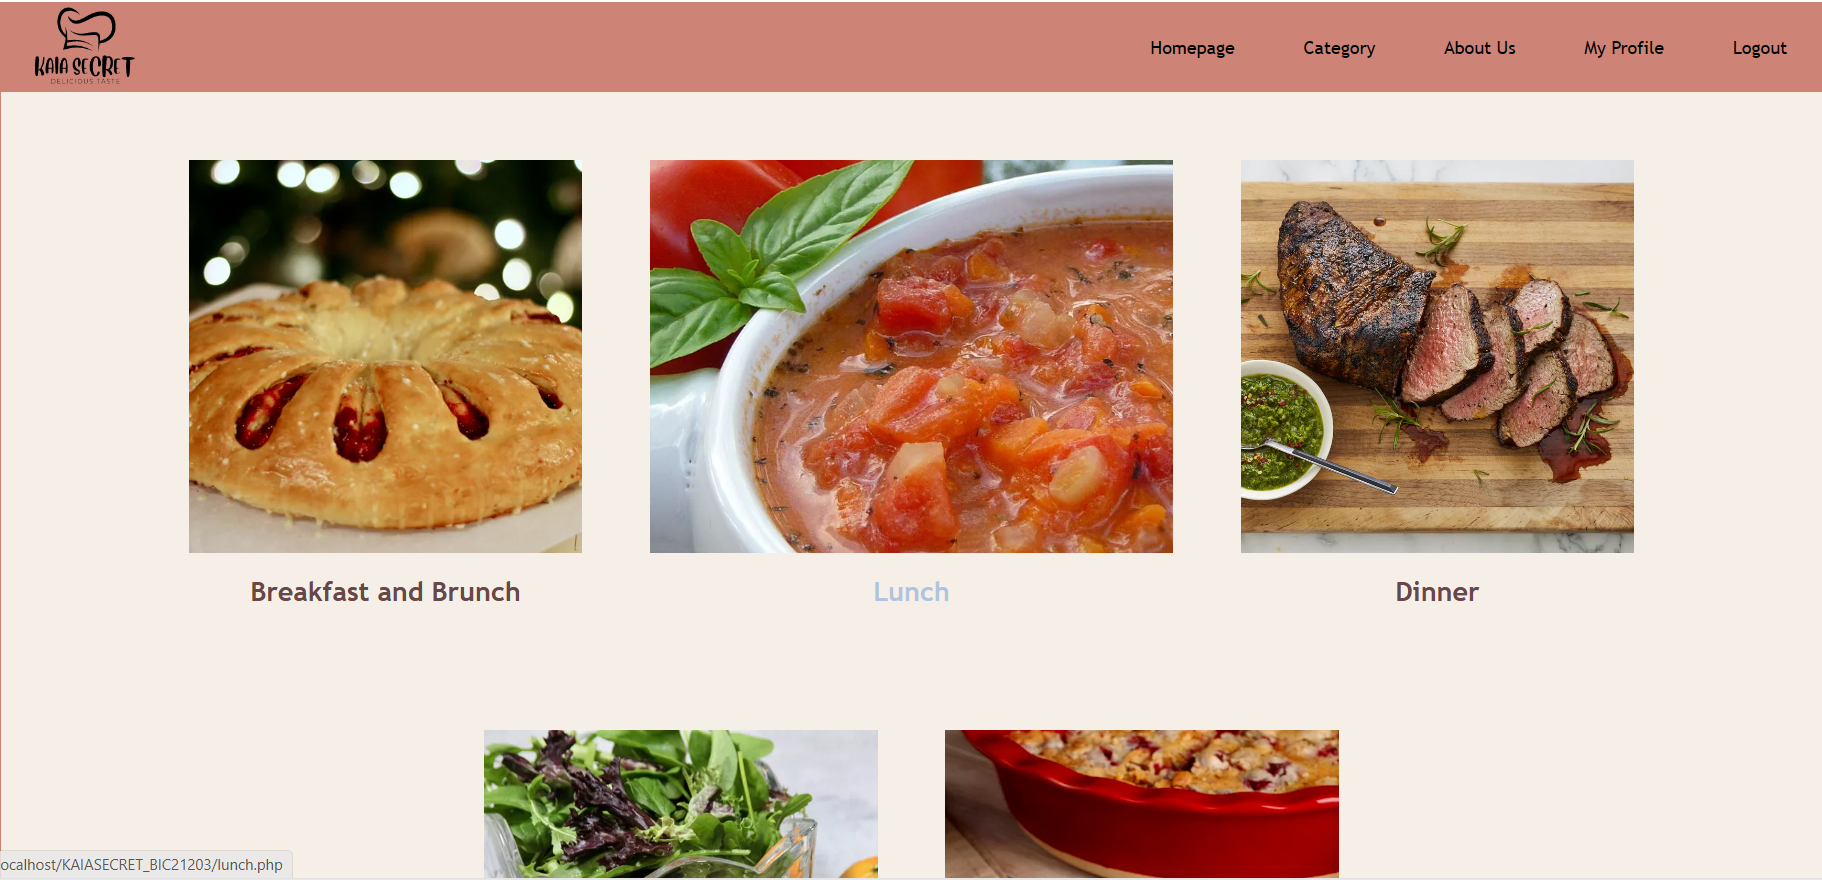 KAIA SECRET
DELICIOUS TASTE
Homepage Category About Us My Profile Logout
Breakfast and Brunch
Lunch
Dinner
ocalhost/KAIASECRET_BIC21203/lunch.php